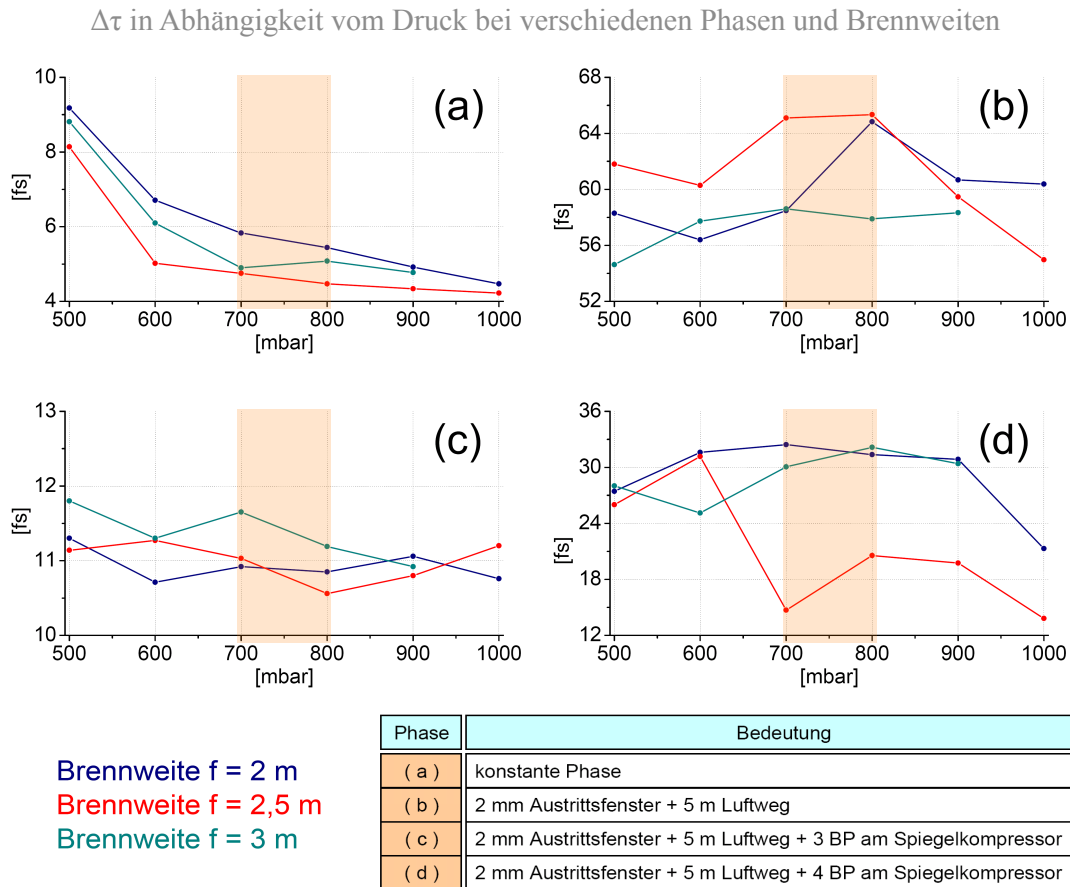 Δτ in Abhängigkeit vom Druck bei verschiedenen Phasen und Brennweiten
(a)
10
8
6
4
[fs]
500 600 700 800 900 1000
[mbar]
(b)
68
64
60
56
52
[fs]
500 600 700 800 900 1000
[mbar]
(c)
13
12
11
10
[fs]
500 600 700 800 900 1000
[mbar]
(d)
36
30
24
18
12
[fs]
500 600 700 800 900 1000
[mbar]
Brennweite f = 2 m
Brennweite f = 2,5 m
Brennweite f = 3 m
Phase Bedeutung
( a ) konstante Phase
( b ) 2 mm Austrittsfenster + 5 m Luftweg
( c ) 2 mm Austrittsfenster + 5 m Luftweg + 3 BP am Spiegelkompressor
( d ) 2 mm Austrittsfenster + 5 m Luftweg + 4 BP am Spiegelkompressor